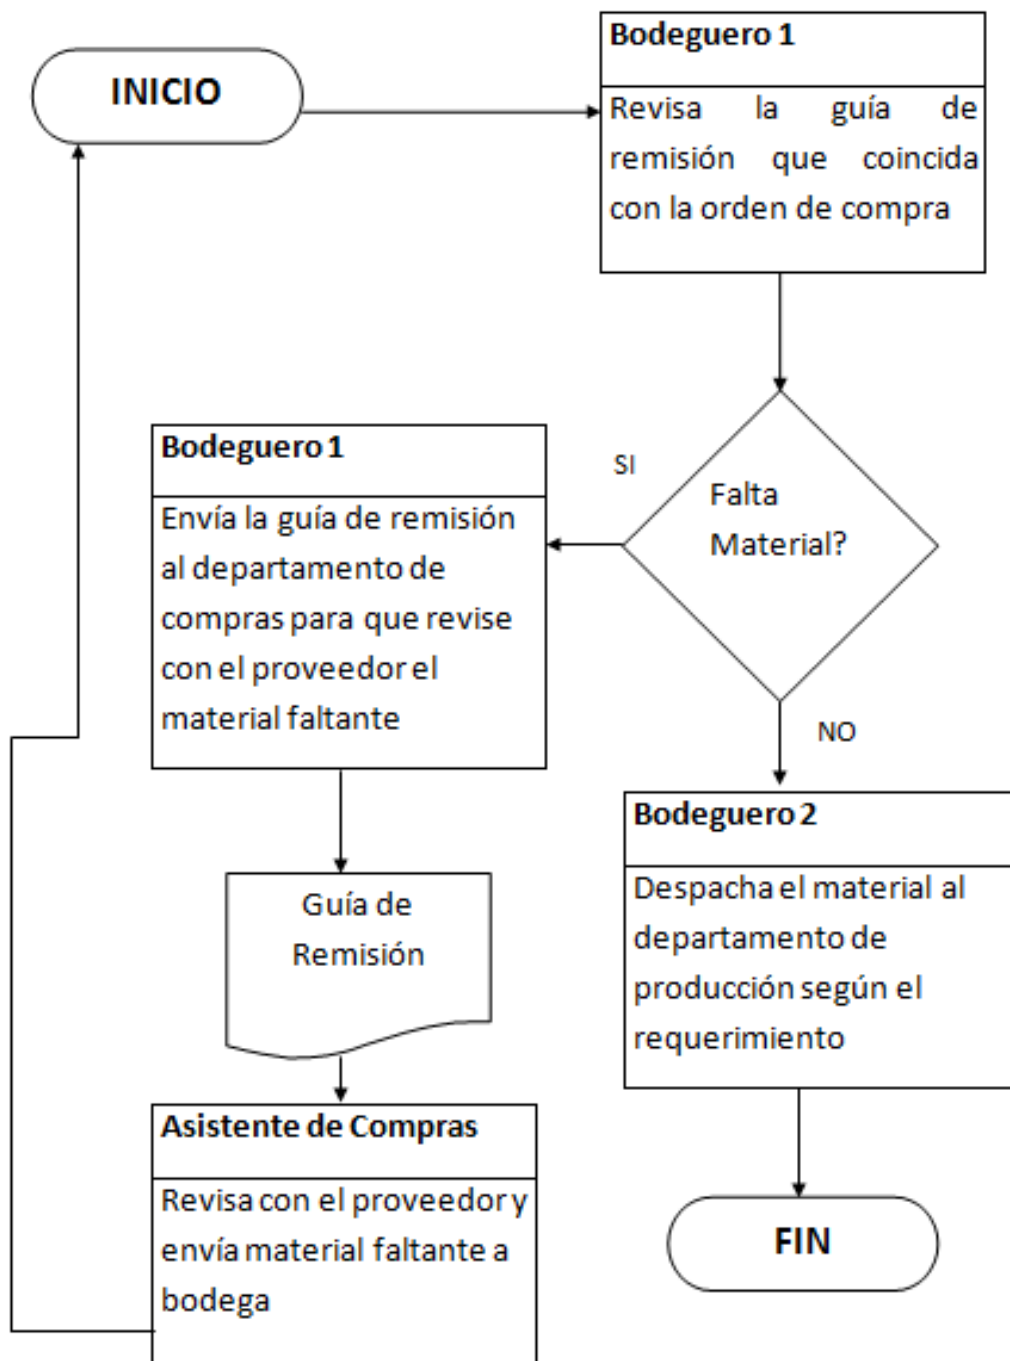 INICIO
Bodeguero 1
Revisa la guía de
remisión que coincida
con la orden de compra
Falta
Material?
SI
NO
Bodeguero 1
Envía la guía de remisión
al departamento de
compras para que revise
con el proveedor el
material faltante
Guía de
Remisión
Asistente de Compras
Revisa con el proveedor y
envía material faltante a
bodega
Bodeguero 2
Despacha el material al
departamento de
producción según el
requerimiento
FIN